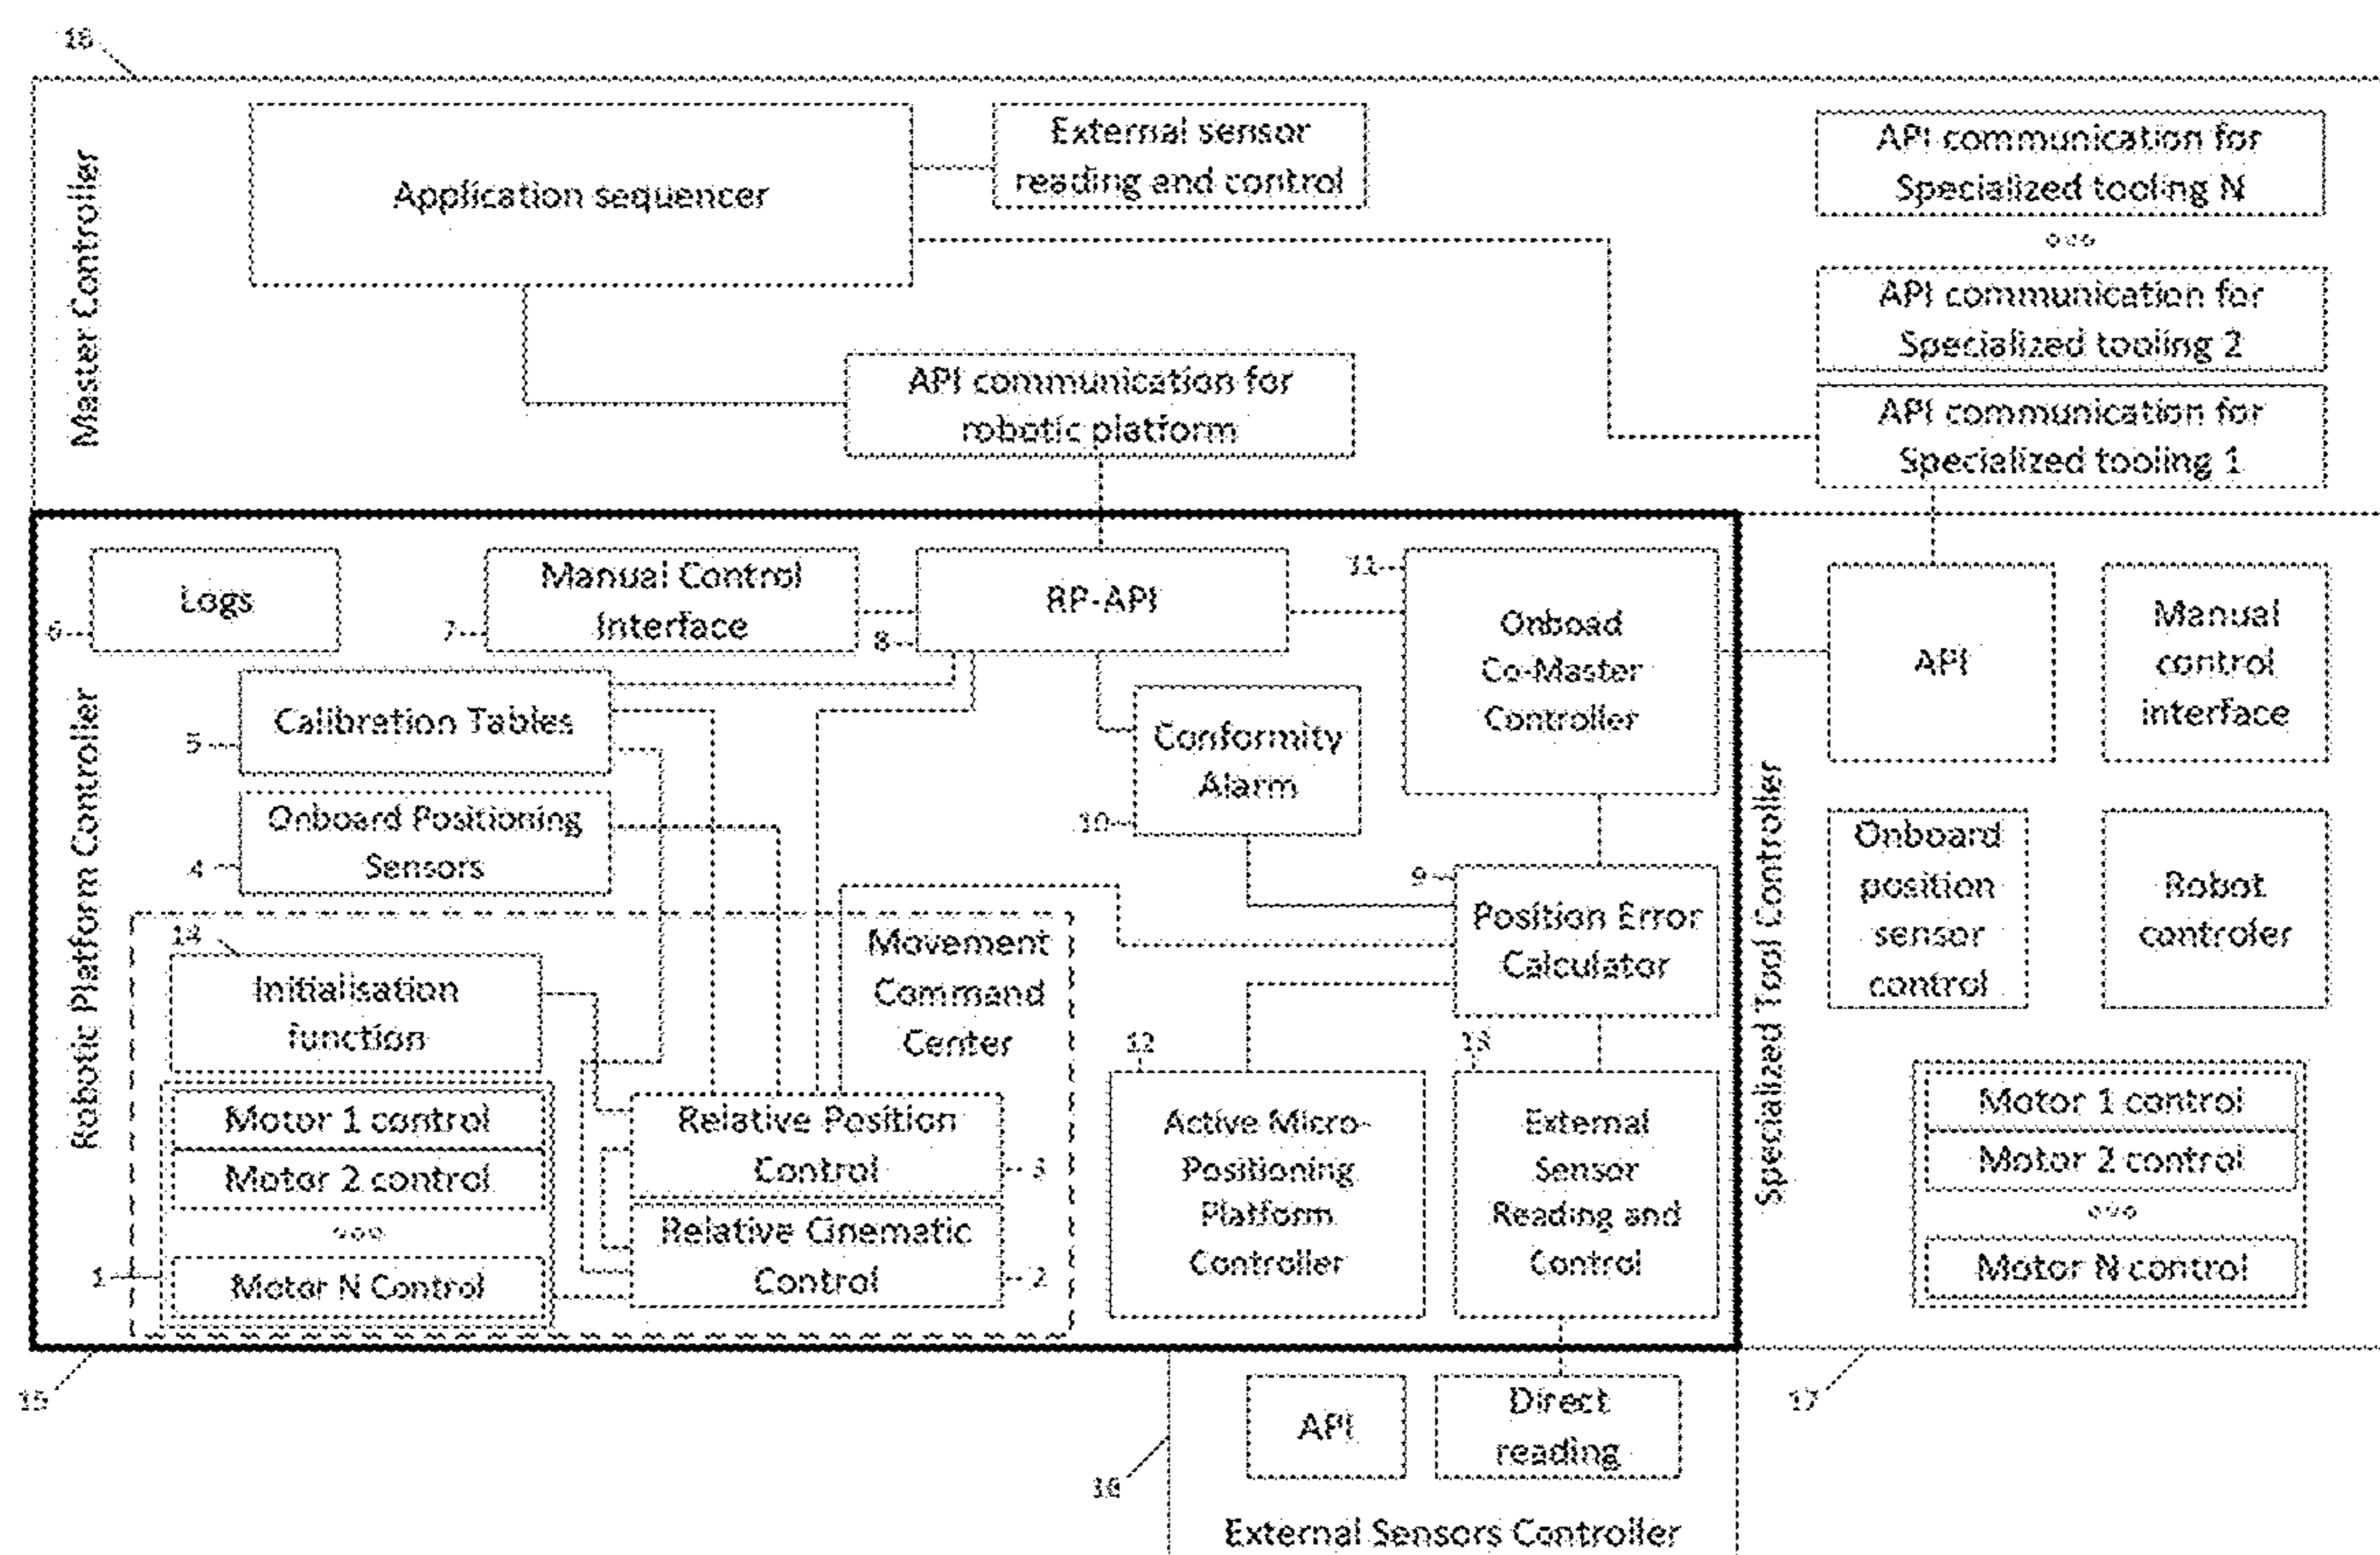 18
Master Controller
Application sequencer
External sensor
reading and control
API communication for
Specialized tooling N
API communication for
Specialized tooling 2
API communication for
Specialized tooling 1
API communication for
robotic platform
Robotic Platform Controller
6
Logs
7
Manual Control
Interface
8
RP-API
11
Onboad
Co-Master
Controller
5
Calibration Tables
4
Onboard Positioning
Sensors
10
Conformity
Alarm
9
Position Error
Calculator
Movement
Command
Center
14
Initialisation
function
1
Motor 1 control
Motor 2 control
Motor N Control
Relative Position
Control
3
Relative Cinematic
Control
2
12
Active Micro-
Positioning
Platform
Controller
13
External
Sensor
Reading and
Control
Specialized Tool Controller
API
Manual
control
interface
Onboard
position
sensor
control
Robot
controler
Motor 1 control
Motor 2 control
Motor N control
15
17
16
API
Direct
reading
External Sensors Controller